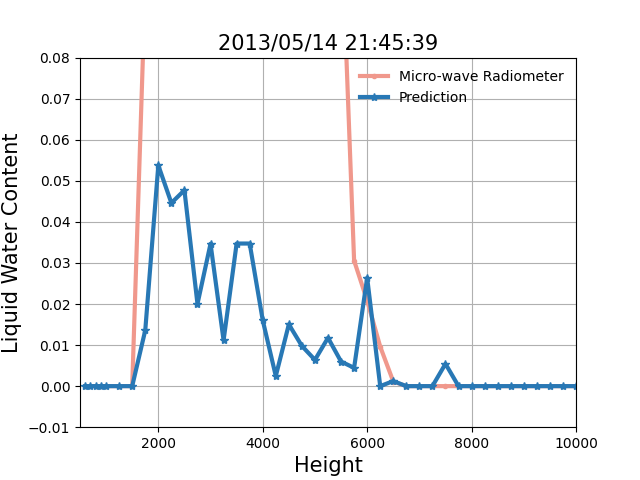 2013/05/14 21:45:39
Micro-wave Radiometer
Prediction
Liquid Water Content
0.08
0.07
0.06
0.05
0.04
0.03
0.02
0.01
0.00
−0.01
2000 4000 6000 8000 10000
Height